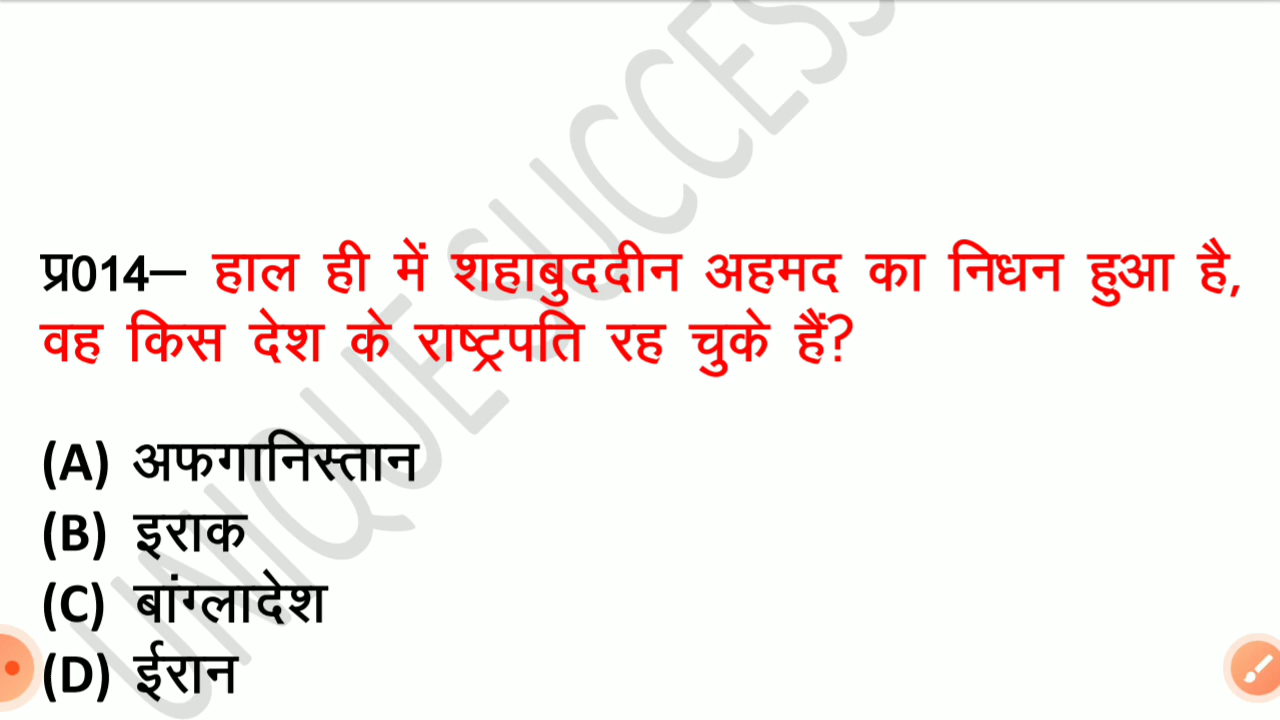 UNIQUE SUCCESS
प्र014– हाल ही में शहाबुददीन अहमद का निधन हुआ है,
वह किस देश के राष्ट्रपति रह चुके हैं?
(A) अफगानिस्तान
(B) इराक
(C) बांग्लादेश
(D) ईरान